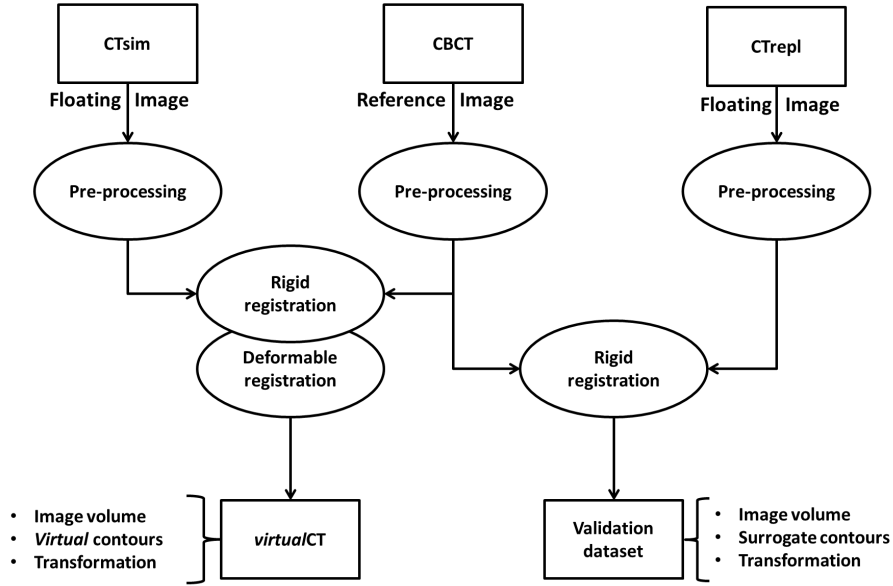 CTsim
CBCT
CTrepl
Floating Image
Reference Image
Floating Image
Pre-processing
Pre-processing
Pre-processing
Rigid
registration
Deformable
registration
Rigid
registration
• Image volume
• Virtual contours
• Transformation
virtualCT
Validation
dataset
• Image volume
• Surrogate contours
• Transformation